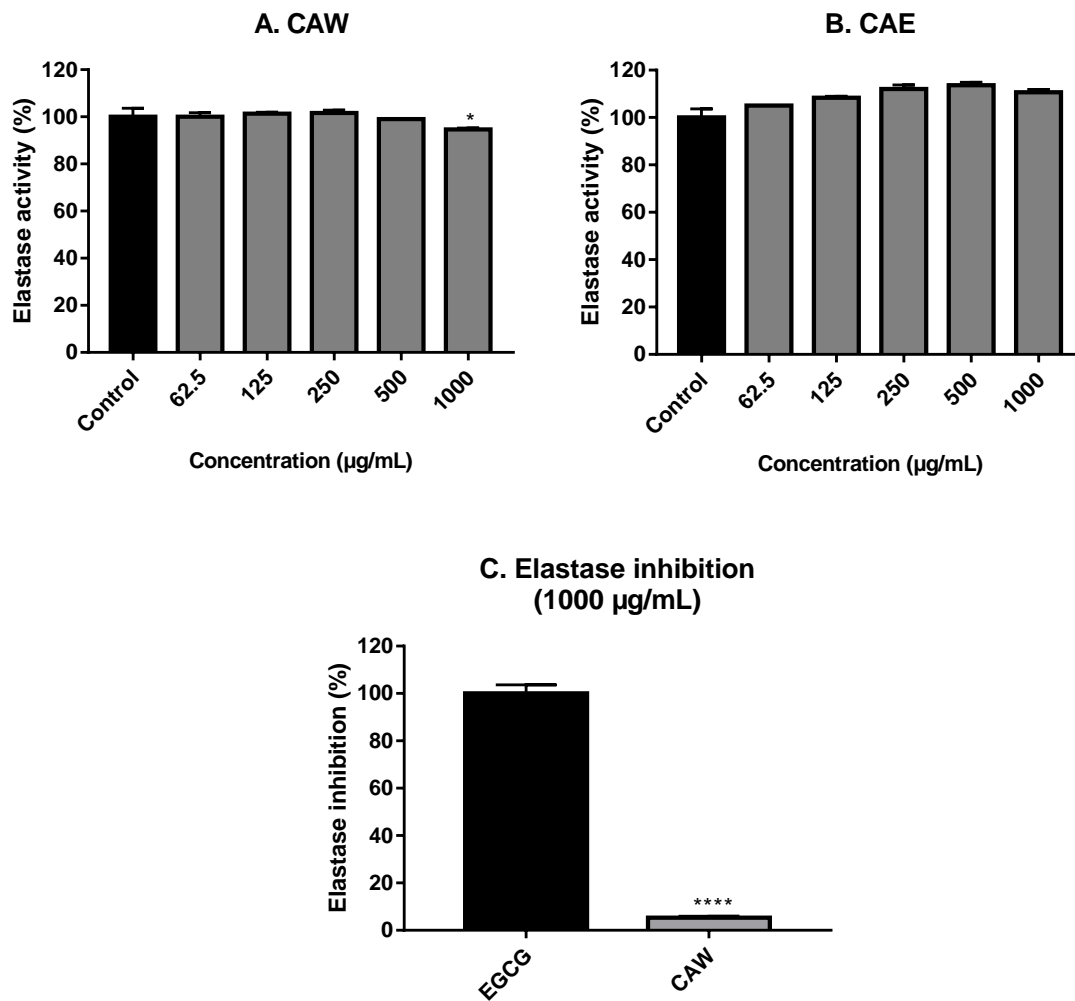 A. CAW
120
100
80
60
40
20
0
Elastase activity (%)
*
Control
62.5
125
250
500
1000
Concentration (µg/mL)
B. CAE
120
100
80
60
40
20
0
Elastase activity (%)
Control
62.5
125
250
500
1000
Concentration (µg/mL)
C. Elastase inhibition
(1000 µg/mL)
120
100
80
60
40
20
0
Elastase inhibition (%)
****
EGCG
CAW